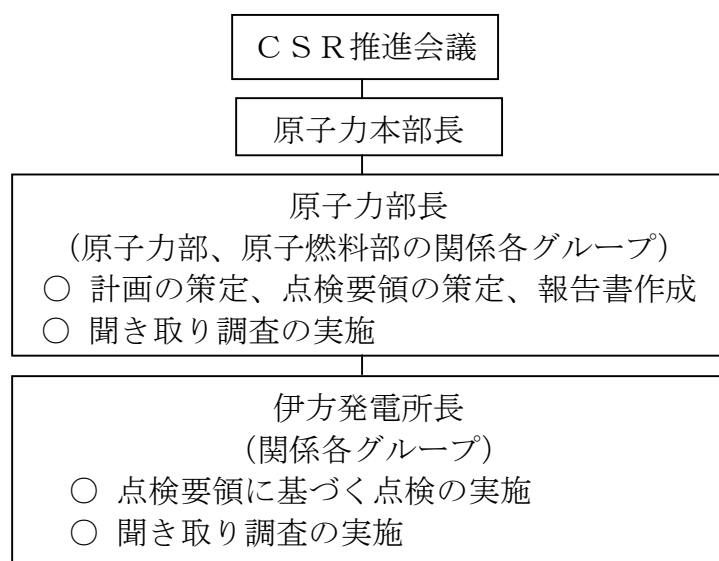 ＣＳＲ推進会議
原子力本部長
原子力部長
（原子力部、原子燃料部の関係各グループ）
○ 計画の策定、点検要領の策定、報告書作成
○ 聞き取り調査の実施
伊方発電所長
（関係各グループ）
○ 点検要領に基づく点検の実施
○ 聞き取り調査の実施